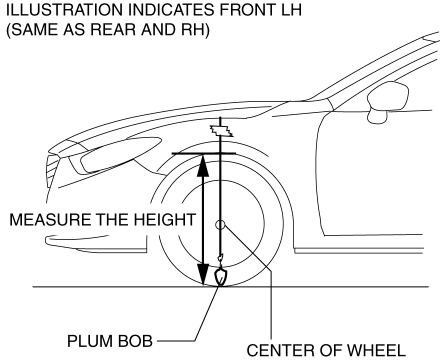 ILLUSTRATION INDICATES FRONT LH
(SAME AS REAR AND RH)
MEASURE THE HEIGHT
PLUM BOB
CENTER OF WHEEL